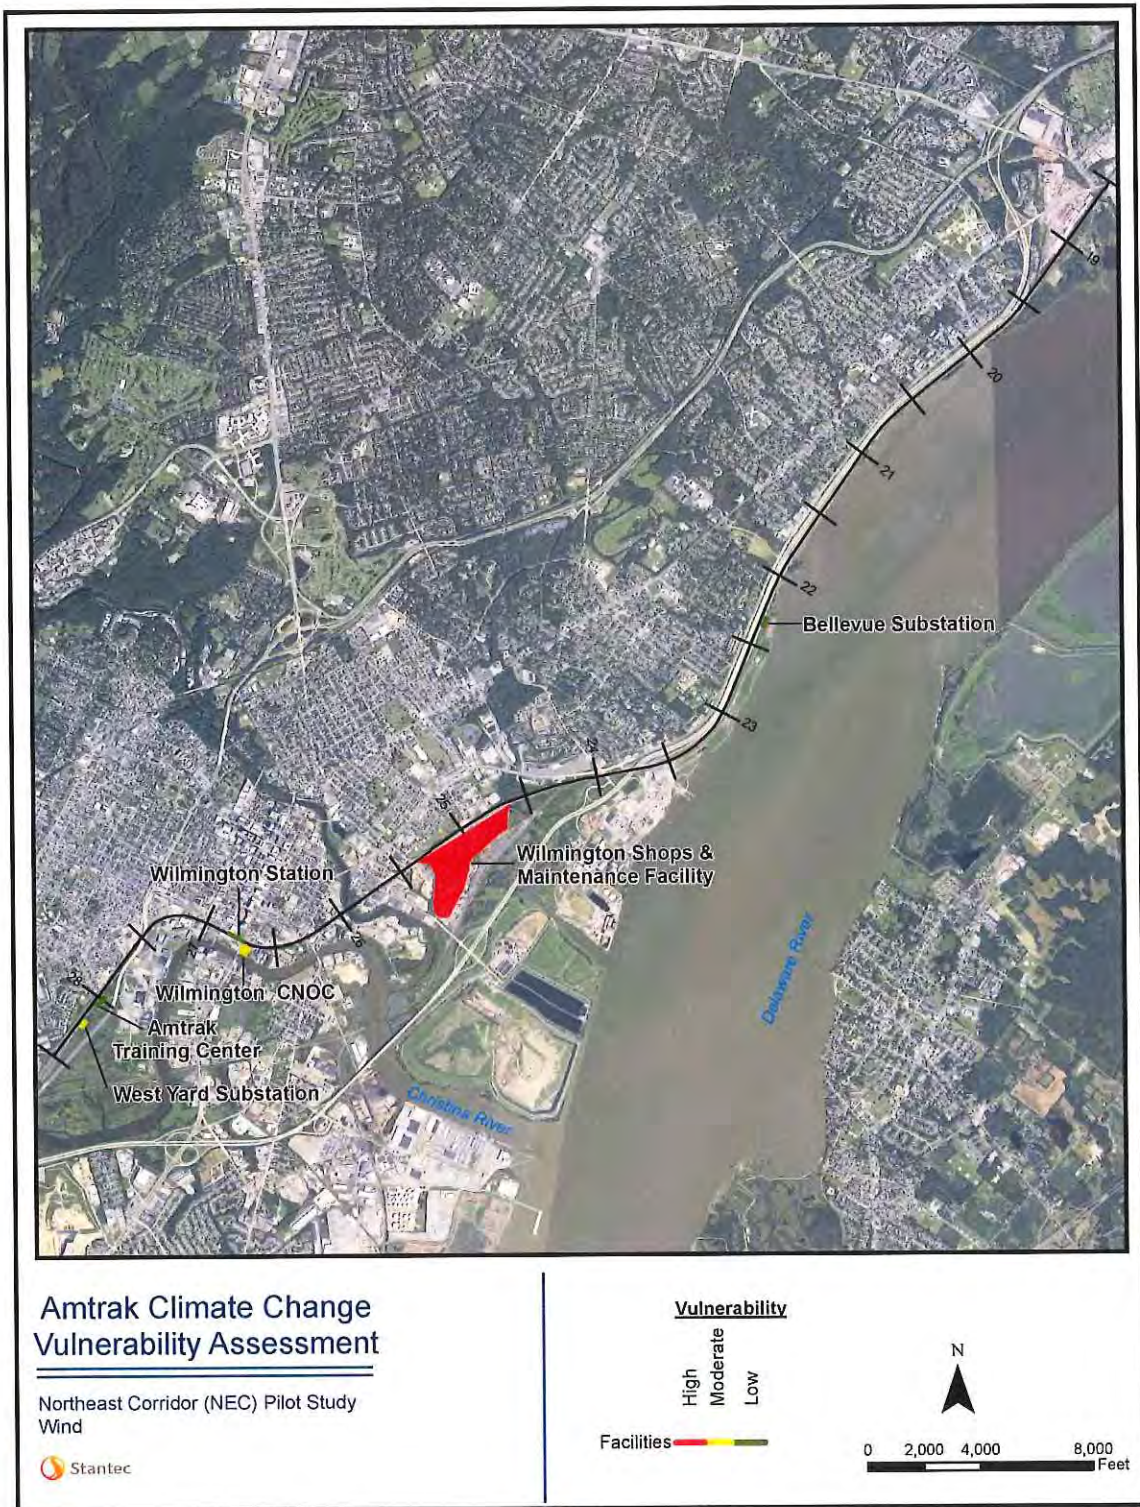 19
20
21
22
Bellevue Substation
23
24
25
Wilmington Shops &
Maintenance Facility
Wilmington Station
26
27
Wilmington CNOC
28
Amtrak
Training Center
West Yard Substation
Delaware River
Christina River
Amtrak Climate Change
Vulnerability Assessment
Northeast Corridor (NEC) Pilot Study
Wind
Stantec
Vulnerability
High
Moderate
Low
Facilities
N
0 2,000 4,000 8,000
Feet